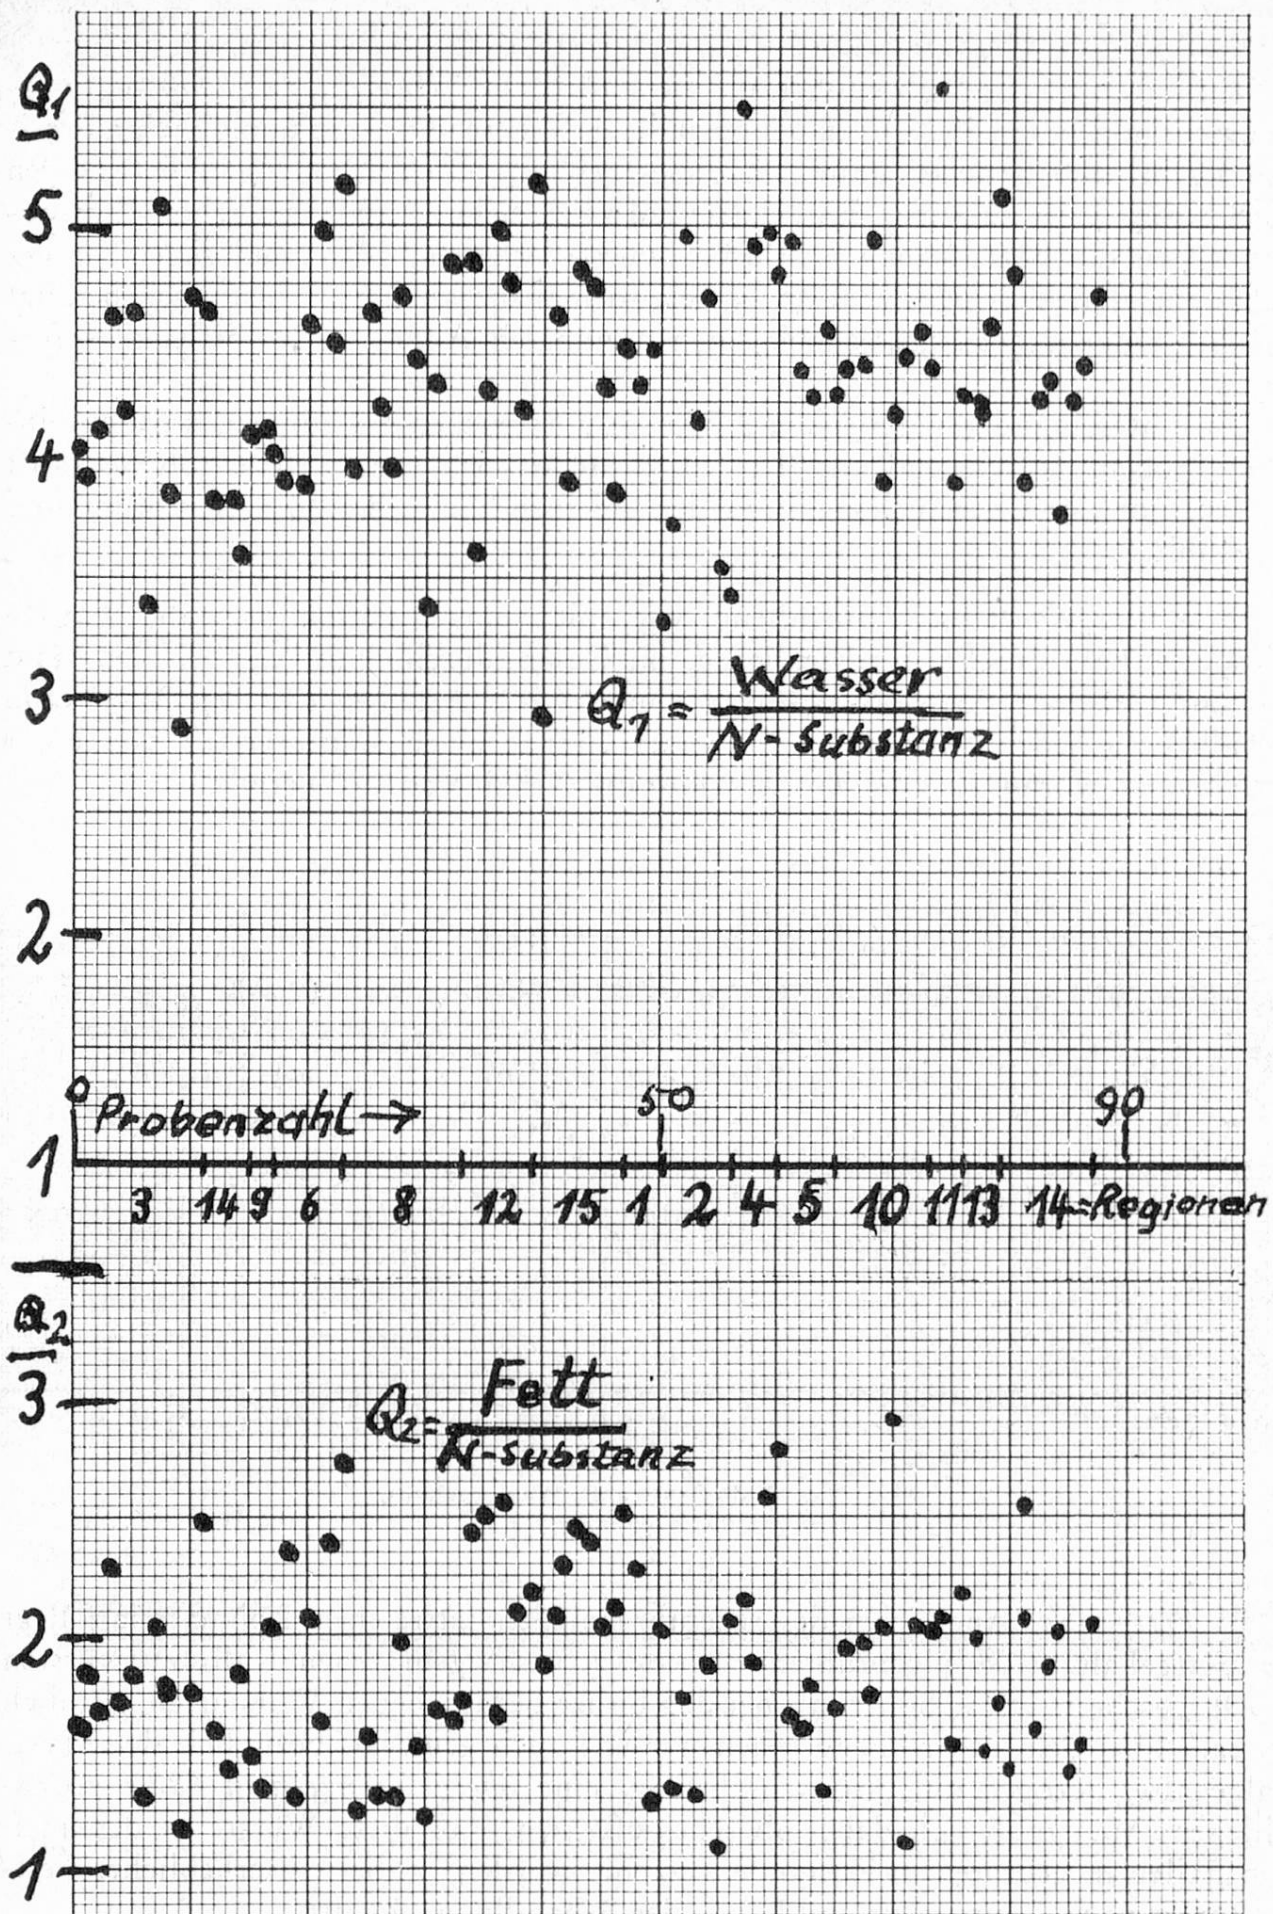 Q1
5
4
3
Q1 = Wasser
N-Substanz
2
0 50 90
Probenzahl →
1
3 14 9 6 8 12 15 1 2 4 5 10 11 13 14 = Regionen
Q2
3
Q2 = Fett
N-Substanz
2
1